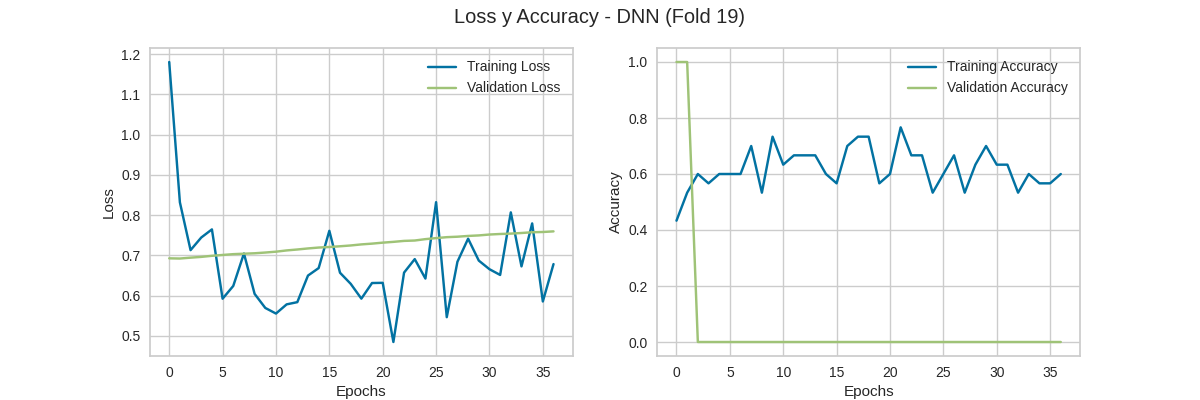 Loss y Accuracy - DNN (Fold 19)
1.2
1.1
1.0
0.9
0.8
0.7
0.6
0.5
Loss
0 5 10 15 20 25 30 35
Epochs
Training Loss
Validation Loss
1.0
0.8
0.6
0.4
0.2
0.0
Accuracy
0 5 10 15 20 25 30 35
Epochs
Training Accuracy
Validation Accuracy